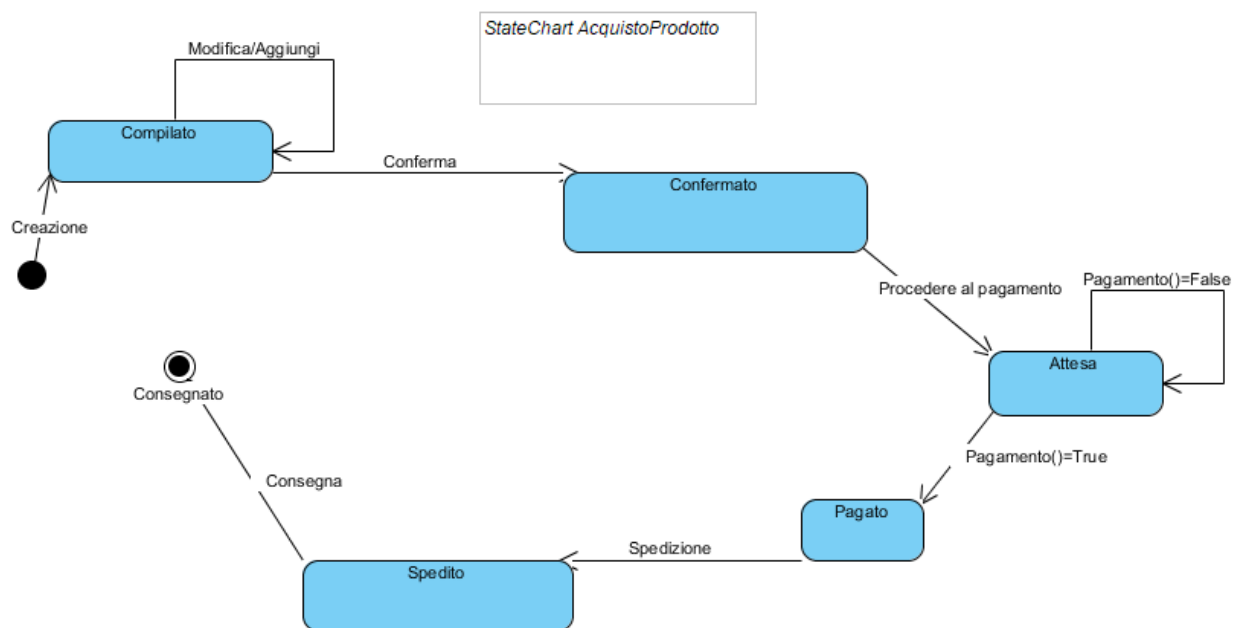 StateChart AcquistoProdotto
Modifica/Aggiungi
Compilato
Conferma
Confermato
Creazione
Procedere al pagamento
Pagamento()=False
Attesa
Consegnato
Pagamento()=True
Consegna
Pagato
Spedizione
Spedito